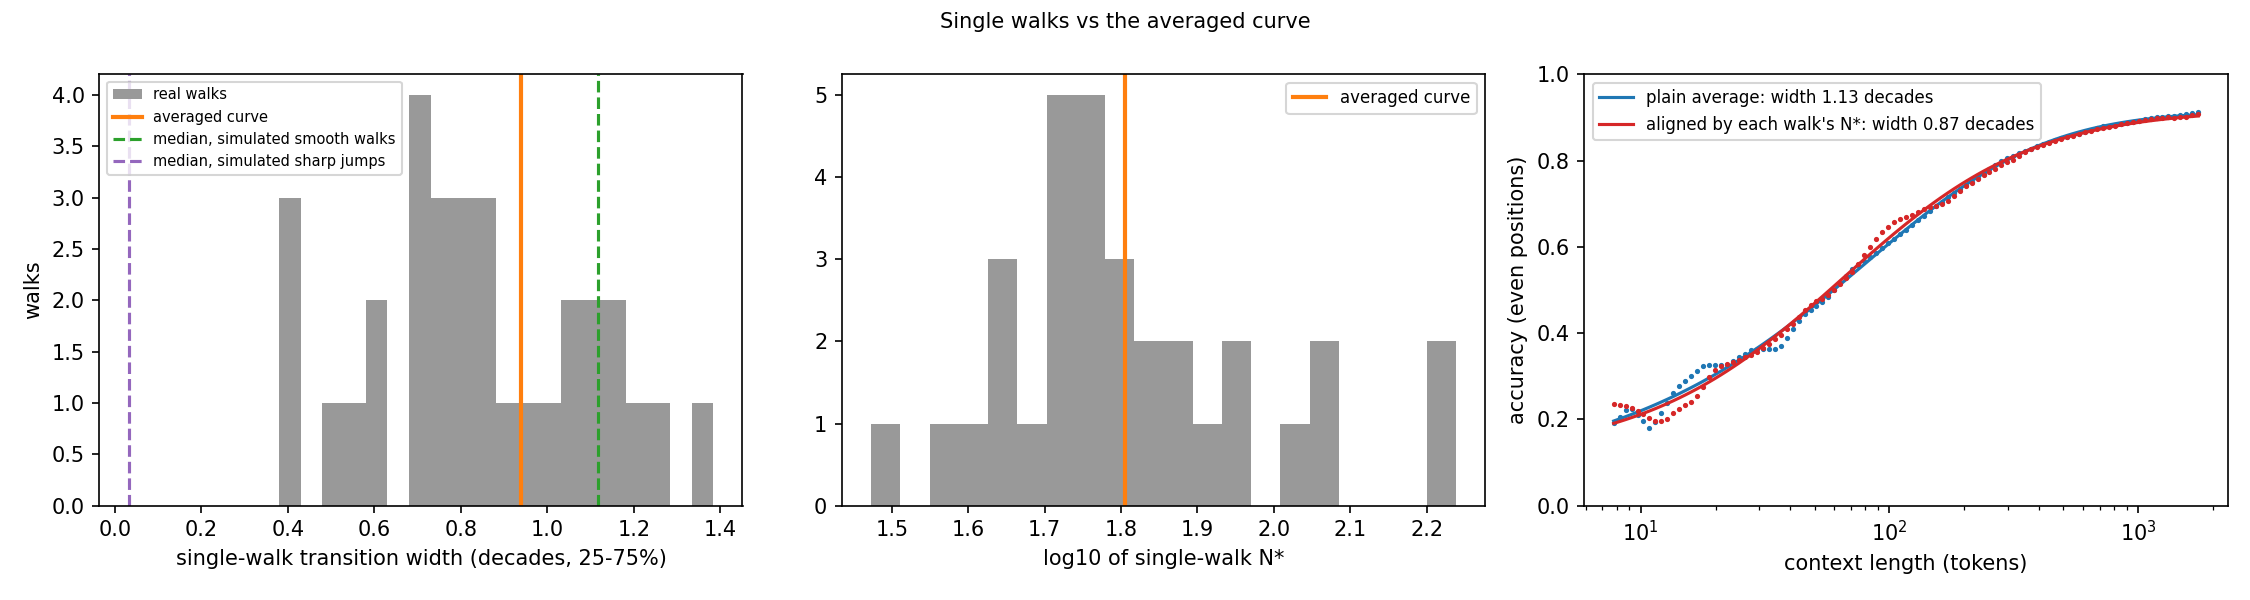 Single walks vs the averaged curve
real walks
averaged curve
median, simulated smooth walks
median, simulated sharp jumps
walks
4.0
3.5
3.0
2.5
2.0
1.5
1.0
0.5
0.0
0.0 0.2 0.4 0.6 0.8 1.0 1.2 1.4
single-walk transition width (decades, 25-75%)
averaged curve
5
4
3
2
1
0
1.5 1.6 1.7 1.8 1.9 2.0 2.1 2.2
log10 of single-walk N*
plain average: width 1.13 decades
aligned by each walk's N*: width 0.87 decades
accuracy (even positions)
1.0
0.8
0.6
0.4
0.2
0.0
10¹ 10² 10³
context length (tokens)